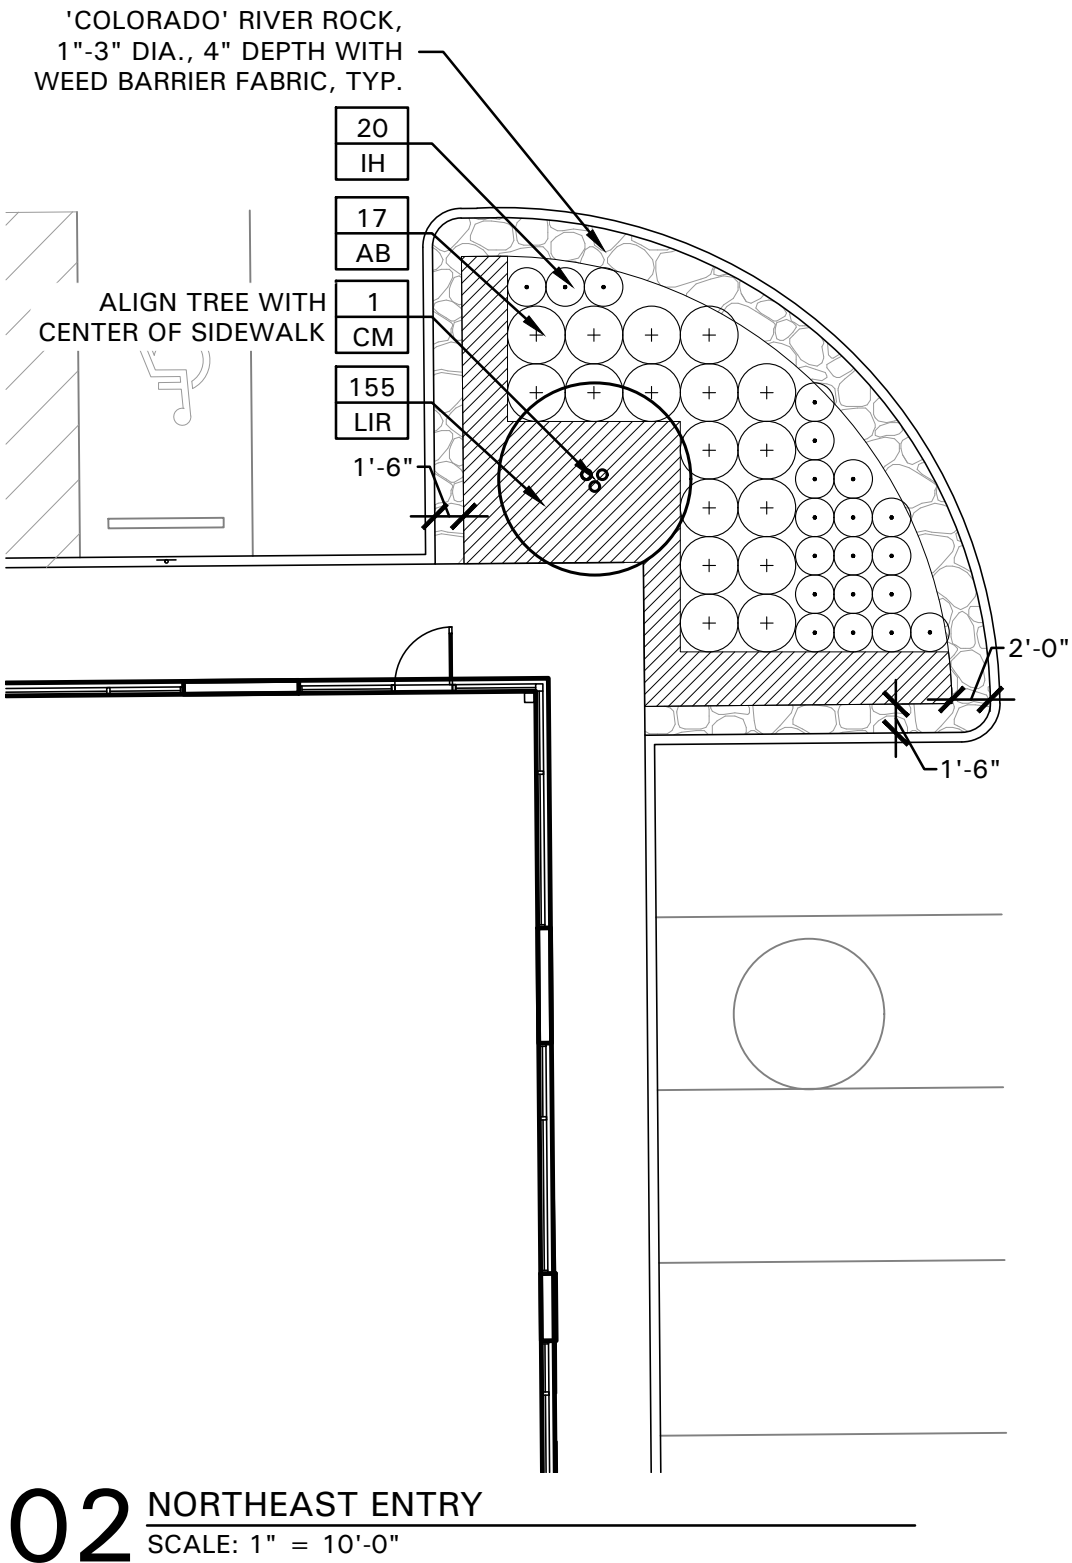 'COLORADO' RIVER ROCK,
1"-3" DIA., 4" DEPTH WITH
WEED BARRIER FABRIC, TYP.
20
IH
17
AB
ALIGN TREE WITH
CENTER OF SIDEWALK
1
CM
155
LIR
1'-6"
2'-0"
1'-6"
02
NORTHEAST ENTRY
SCALE: 1" = 10'-0"